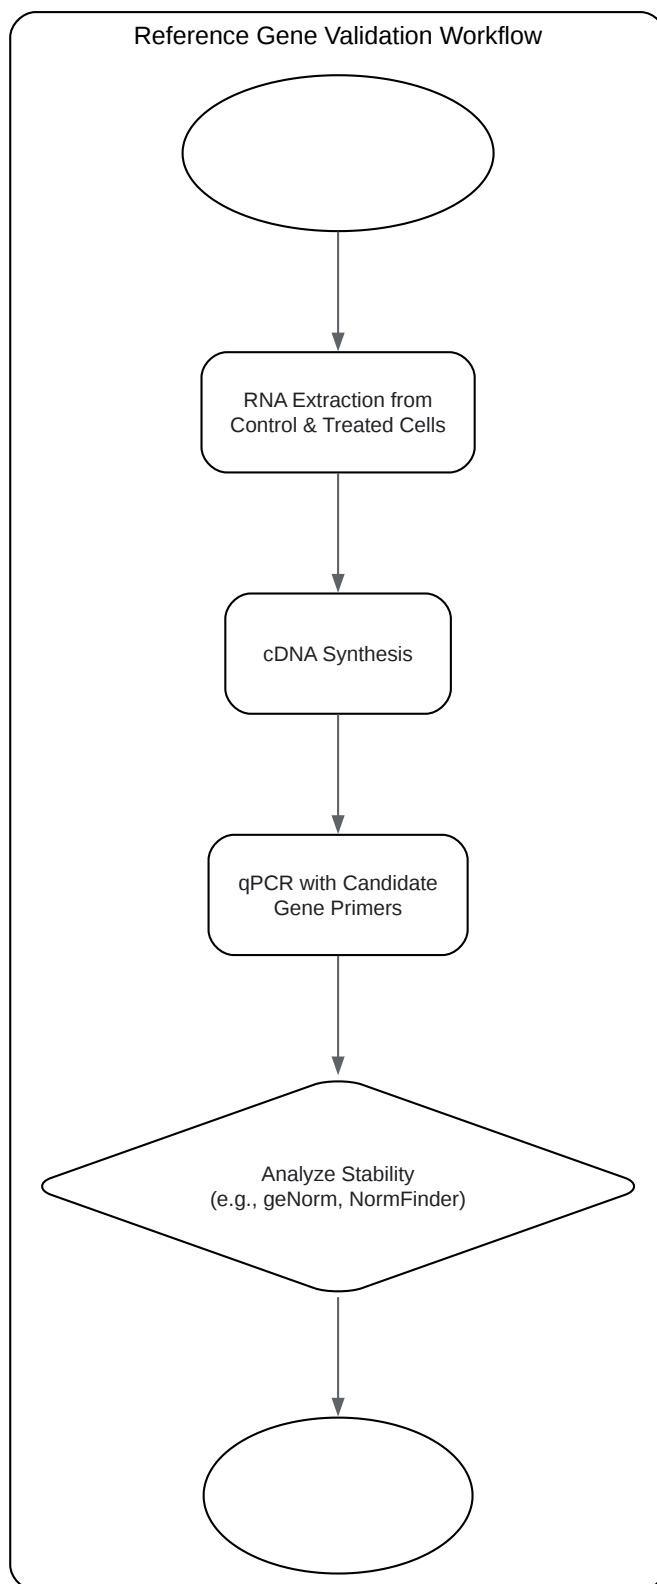 Reference Gene Validation Workflow
RNA Extraction from
Control & Treated Cells
cDNA Synthesis
qPCR with Candidate
Gene Primers
Analyze Stability
(e.g., geNorm, NormFinder)